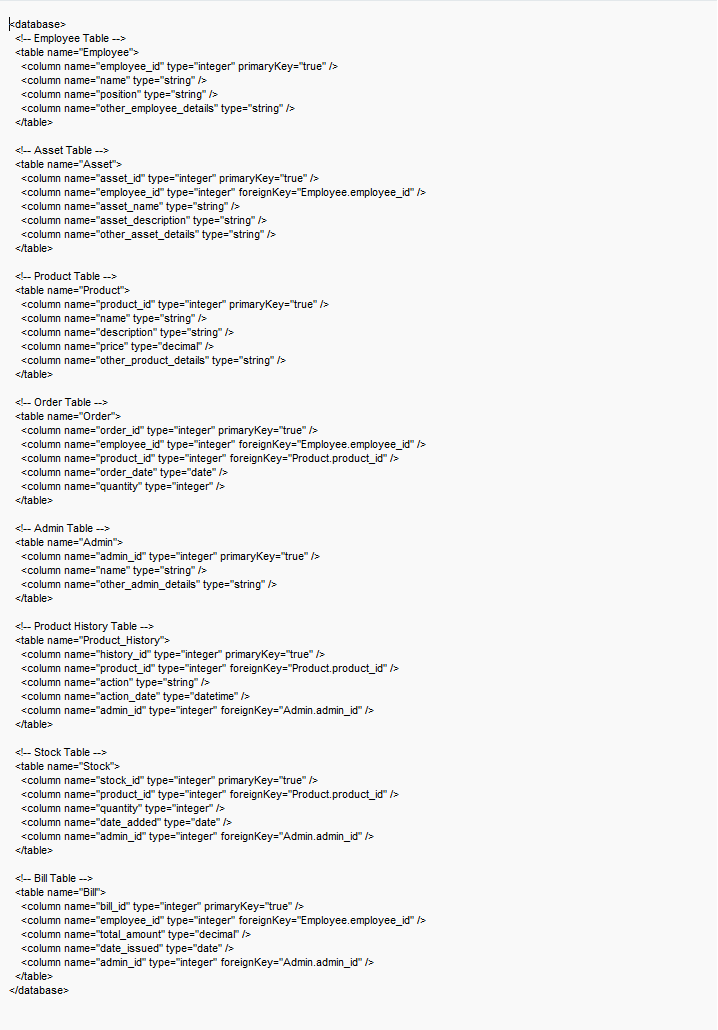 <database>
<!-- Employee Table -->
<table name="Employee">
<column name="employee_id" type="integer" primaryKey="true" />
<column name="name" type="string" />
<column name="position" type="string" />
<column name="other_employee_details" type="string" />
</table>
<!-- Asset Table -->
<table name="Asset">
<column name="asset_id" type="integer" primaryKey="true" />
<column name="employee_id" type="integer" foreignKey="Employee.employee_id" />
<column name="asset_name" type="string" />
<column name="asset_description" type="string" />
<column name="other_asset_details" type="string" />
</table>
<!-- Product Table -->
<table name="Product">
<column name="product_id" type="integer" primaryKey="true" />
<column name="name" type="string" />
<column name="description" type="string" />
<column name="price" type="decimal" />
<column name="other_product_details" type="string" />
</table>
<!-- Order Table -->
<table name="Order">
<column name="order_id" type="integer" primaryKey="true" />
<column name="employee_id" type="integer" foreignKey="Employee.employee_id" />
<column name="product_id" type="integer" foreignKey="Product.product_id" />
<column name="order_date" type="date" />
<column name="quantity" type="integer" />
</table>
<!-- Admin Table -->
<table name="Admin">
<column name="admin_id" type="integer" primaryKey="true" />
<column name="name" type="string" />
<column name="other_admin_details" type="string" />
</table>
<!-- Product History Table -->
<table name="Product_History">
<column name="history_id" type="integer" primaryKey="true" />
<column name="product_id" type="integer" foreignKey="Product.product_id" />
<column name="action" type="string" />
<column name="action_date" type="datetime" />
<column name="admin_id" type="integer" foreignKey="Admin.admin_id" />
</table>
<!-- Stock Table -->
<table name="Stock">
<column name="stock_id" type="integer" primaryKey="true" />
<column name="product_id" type="integer" foreignKey="Product.product_id" />
<column name="quantity" type="integer" />
<column name="date_added" type="date" />
<column name="admin_id" type="integer" foreignKey="Admin.admin_id" />
</table>
<!-- Bill Table -->
<table name="Bill">
<column name="bill_id" type="integer" primaryKey="true" />
<column name="employee_id" type="integer" foreignKey="Employee.employee_id" />
<column name="total_amount" type="decimal" />
<column name="date_issued" type="date" />
<column name="admin_id" type="integer" foreignKey="Admin.admin_id" />
</table>
</database>